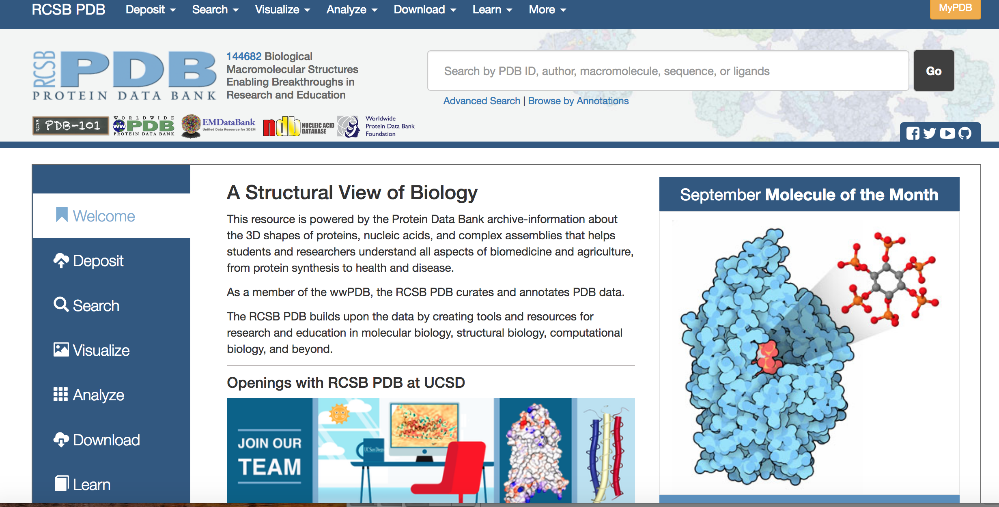 RCSB PDB Deposit Search Visualize Analyze Download Learn More MyPDB
RCSB
PDB
PROTEIN DATA BANK
144682 Biological
Macromolecular Structures
Enabling Breakthroughs in
Research and Education
Search by PDB ID, author, macromolecule, sequence, or ligands
Go
Advanced Search | Browse by Annotations
RCSB PDB-101
WORLDWIDE
ww PDB
PROTEIN DATA BANK
EMDataBank
Unified Data Resource for 3DEM
ndb NUCLEIC ACID
DATABASE
Worldwide
Protein Data Bank
Foundation
Welcome
Deposit
Search
Visualize
Analyze
Download
Learn
A Structural View of Biology
This resource is powered by the Protein Data Bank archive-information about
the 3D shapes of proteins, nucleic acids, and complex assemblies that helps
students and researchers understand all aspects of biomedicine and agriculture,
from protein synthesis to health and disease.
As a member of the wwPDB, the RCSB PDB curates and annotates PDB data.
The RCSB PDB builds upon the data by creating tools and resources for
research and education in molecular biology, structural biology, computational
biology, and beyond.
Openings with RCSB PDB at UCSD
JOIN OUR
TEAM
UC San Diego
September Molecule of the Month